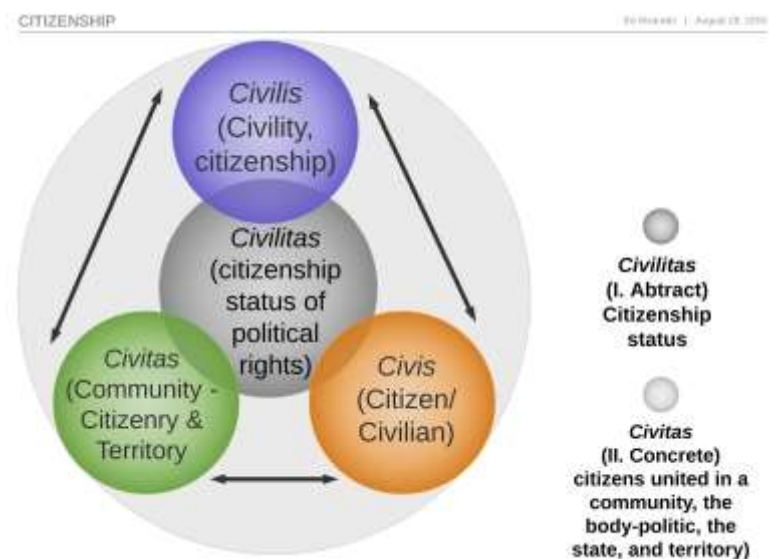 CITIZENSHIP
Civilis
(Civility,
citizenship)
Civilitas
(citizenship
status of
political
rights)
Civitas
(Community -
Citizenry &
Territory
Civis
(Citizen/
Civilian)
Civilitas
(I. Abtract)
Citizenship
status
Civitas
(II. Concrete)
citizens united in a
community, the
body-politic, the
state, and territory)